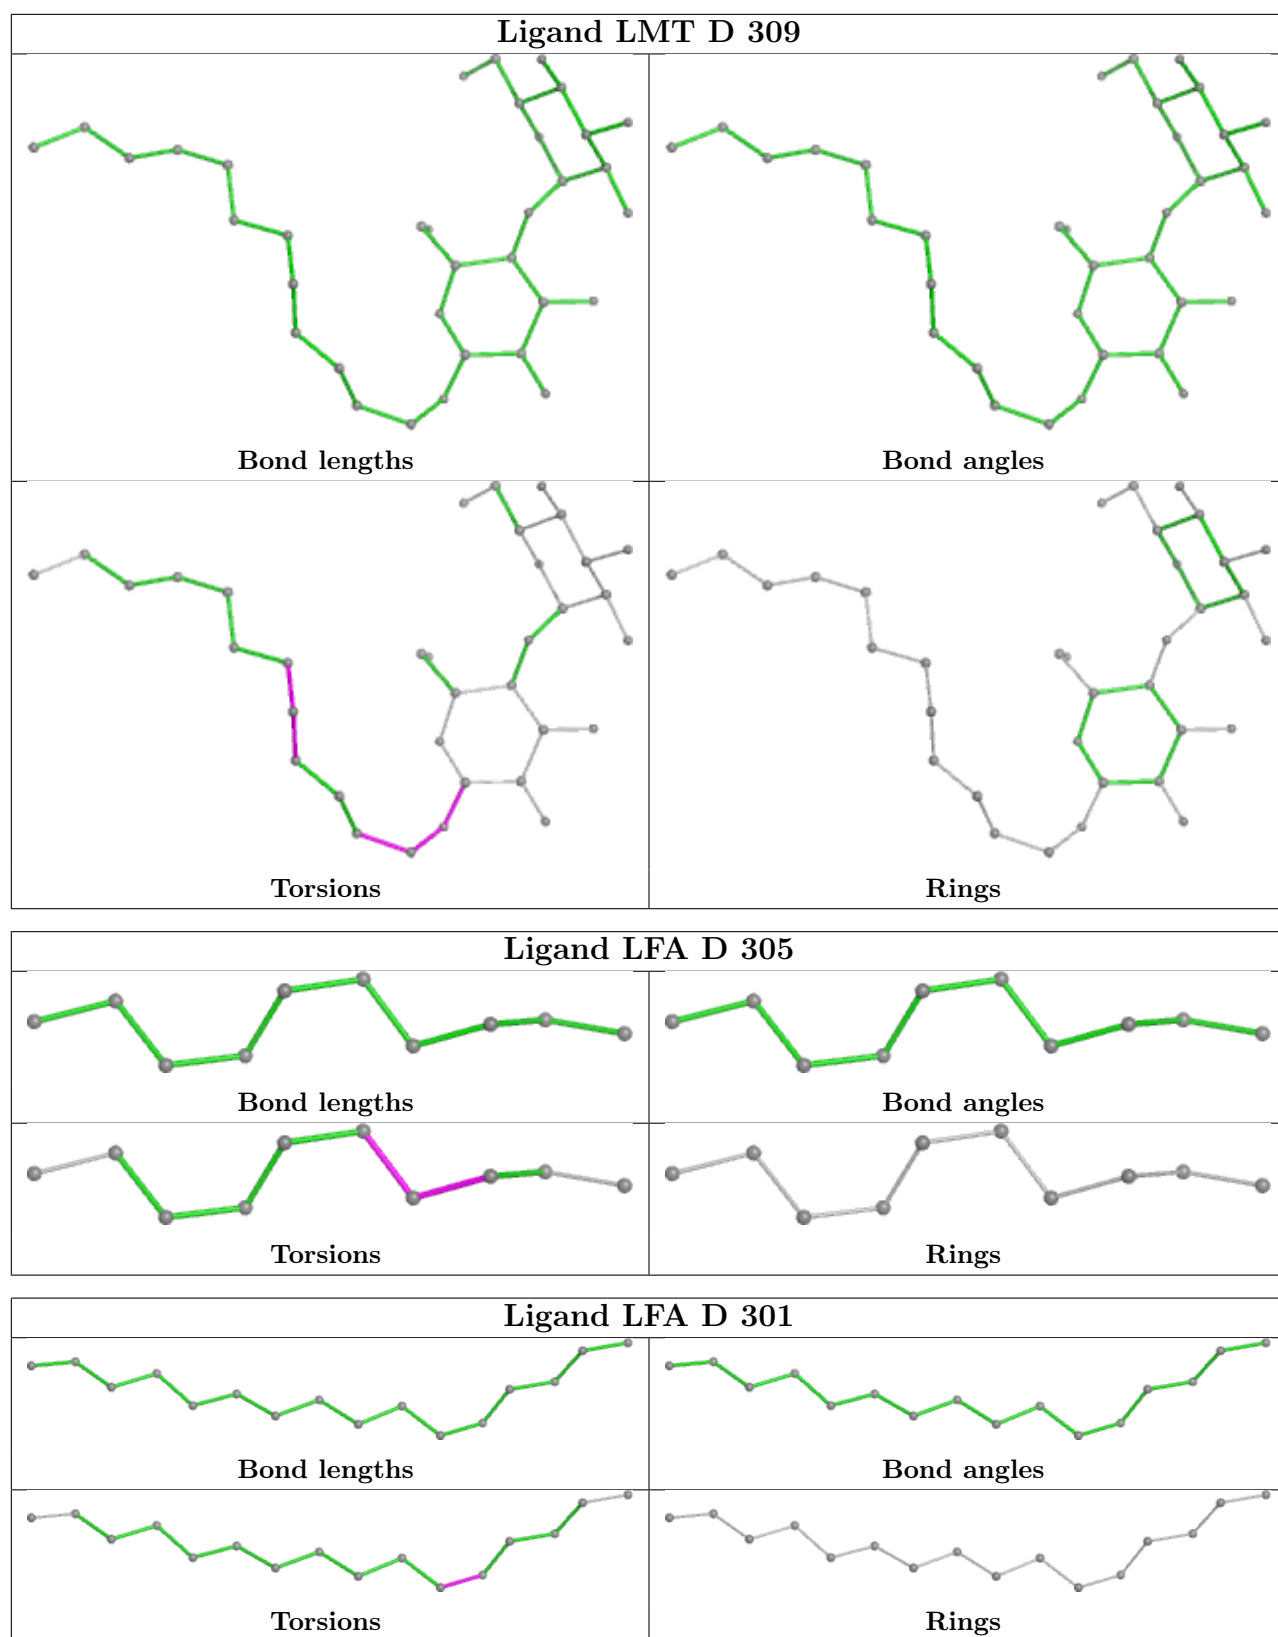 Ligand LMT D 309
Bond lengths
Bond angles
Torsions
Rings
Ligand LFA D 305
Bond lengths
Bond angles
Torsions
Rings
Ligand LFA D 301
Bond lengths
Bond angles
Torsions
Rings